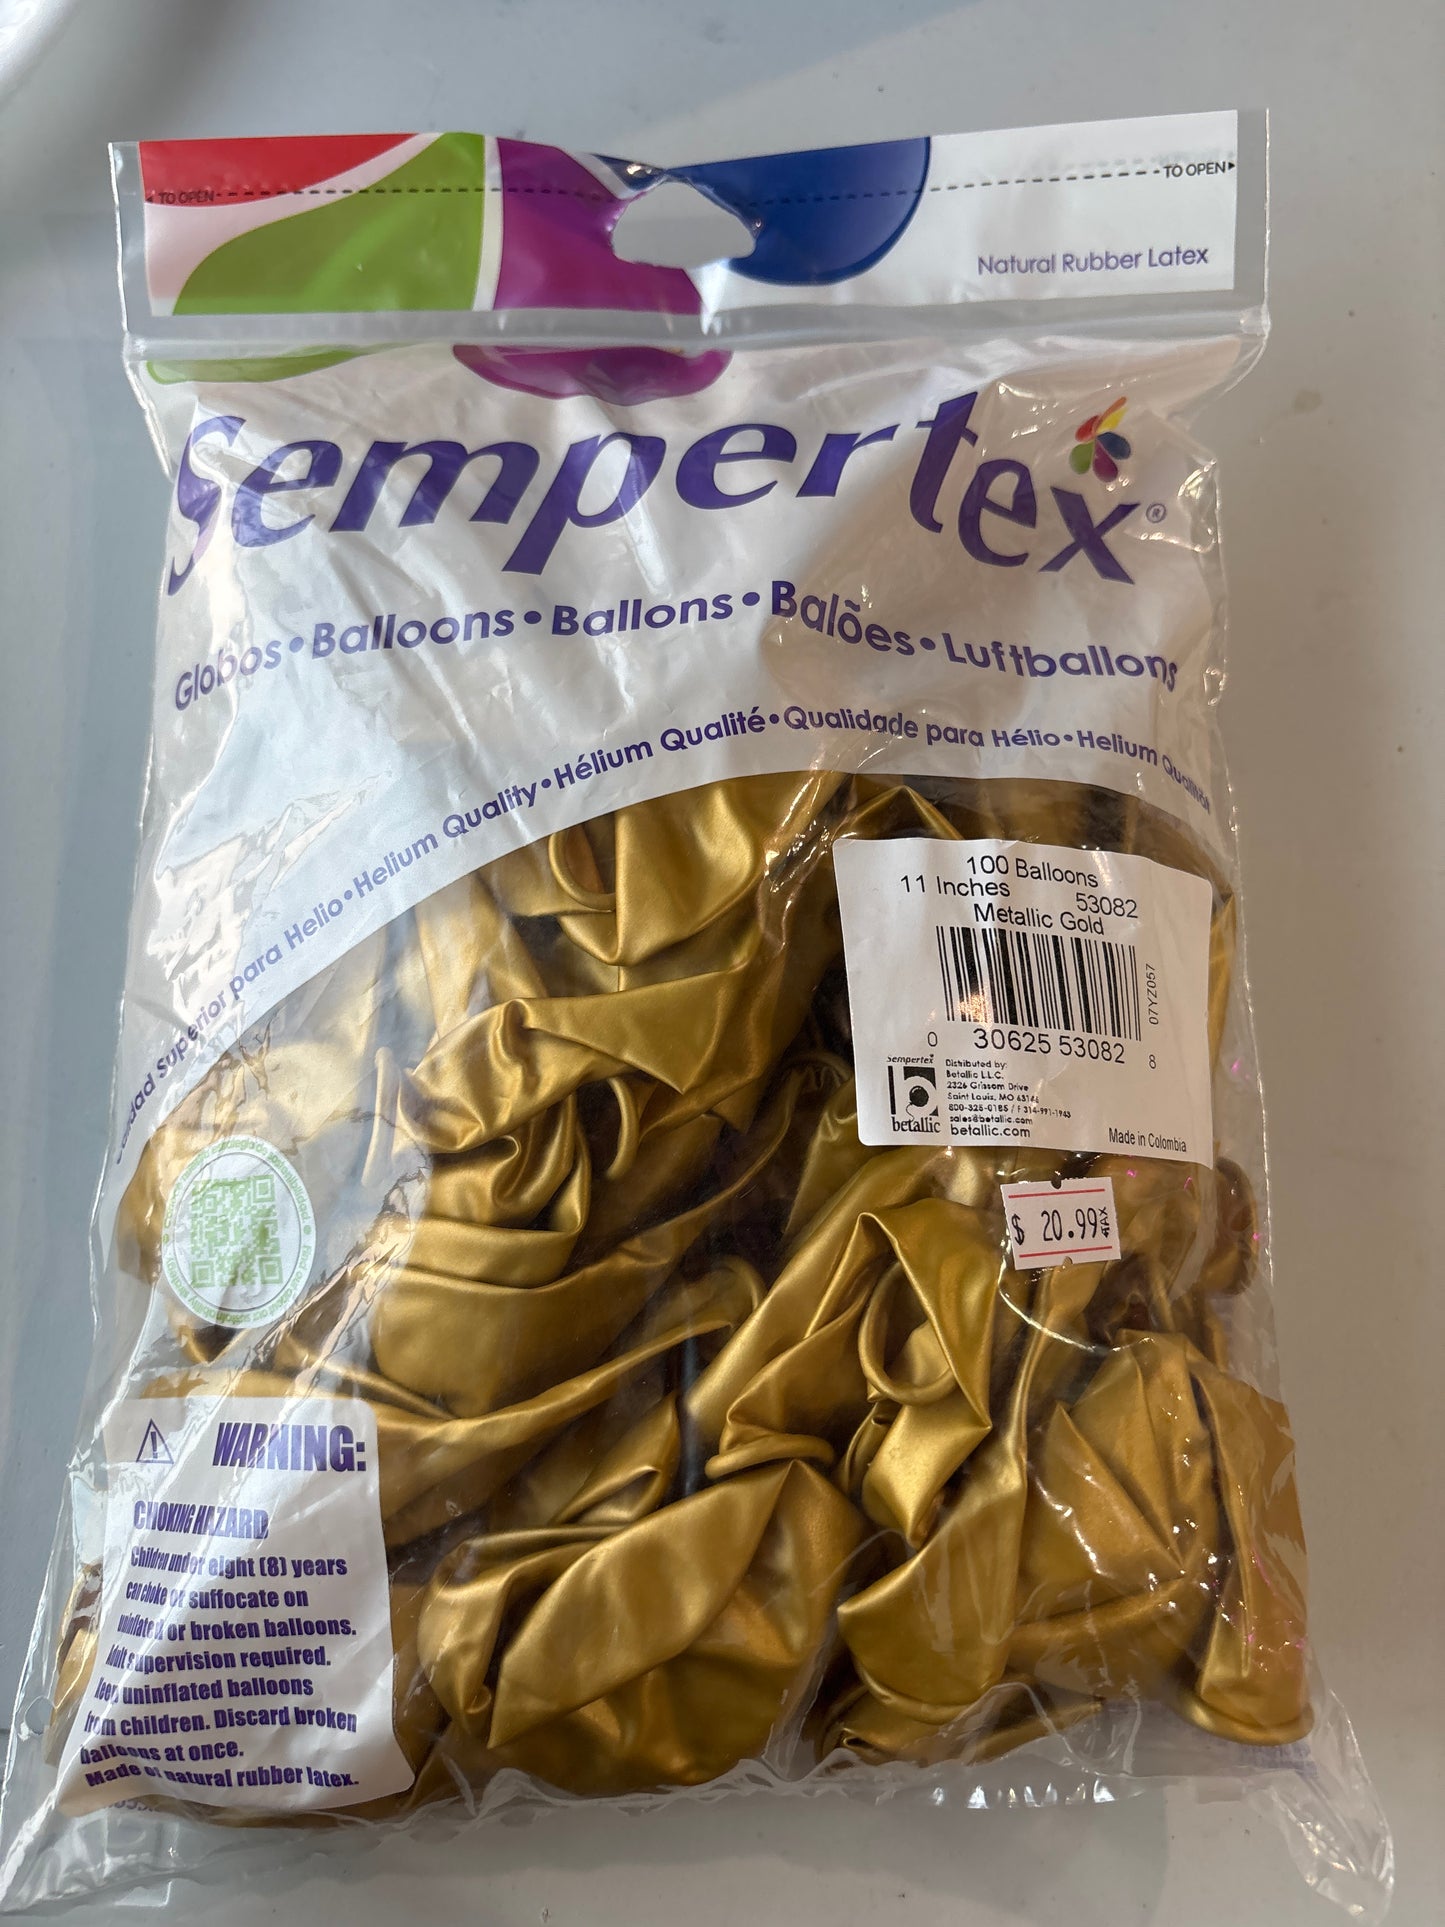 TO OPEN
TO OPEN
Natural Rubber Latex
Sempertex®
Globos • Balloons • Ballons • Balões • Luftballons
Superior para Helio • Helium Quality • Hélium Qualité • Qualidade para Hélio • Helium
100 Balloons
11 Inches 53082
Metallic Gold
07YZ057
0 30625 53082 8
Sempertex
betallic
Distributed by:
Betallic L.L.C.
2326 Grissom Drive
Saint Louis, MO 63146
800-325-0185 / F 314-991-1943
sales@betallic.com
betallic.com
Made in Colombia
$ 20.99 +TAX
WARNING:
CHOKING HAZARD
Children under eight (8) years
can choke or suffocate on
uninflated or broken balloons.
Adult supervision required.
Keep uninflated balloons
from children. Discard broken
balloons at once.
Made of natural rubber latex.